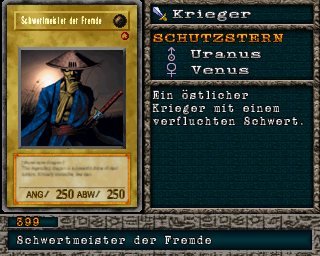 Schwertmeister der Fremde
ANG/ 250 ABW/ 250
Krieger
SCHUTZSTERN
Uranus
Venus
Ein östlicher
Krieger mit einem
verfluchten Schwert.
399
Schwertmeister der Fremde